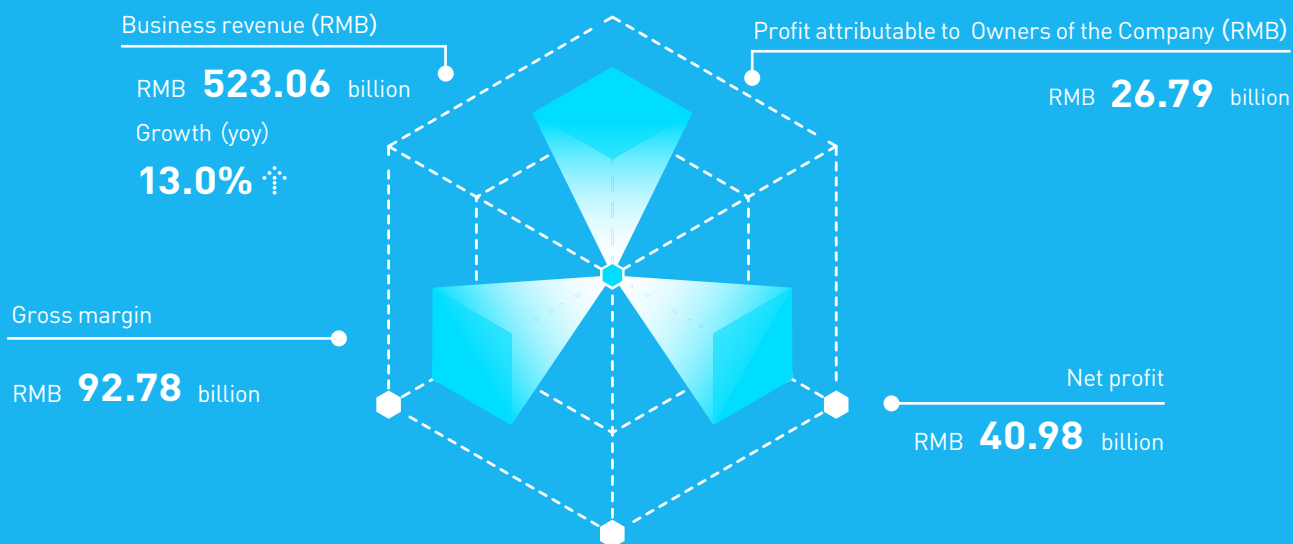 Business revenue (RMB)
RMB 523.06 billion
Growth (yoy)
13.0%
Profit attributable to Owners of the Company (RMB)
RMB 26.79 billion
Gross margin
RMB 92.78 billion
Net profit
RMB 40.98 billion